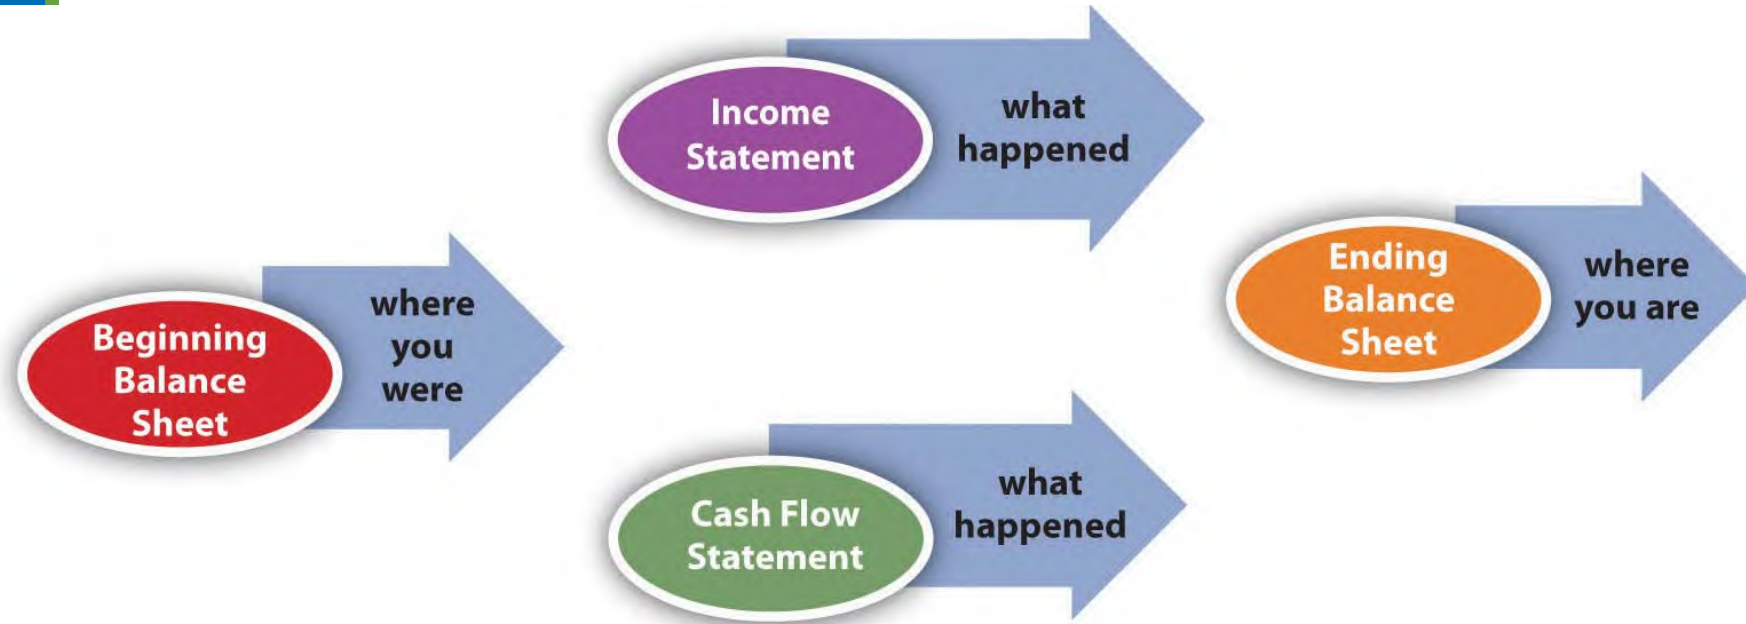 Beginning
Balance
Sheet
where
you
were
Income
Statement
what
happened
Cash Flow
Statement
what
happened
Ending
Balance
Sheet
where
you are